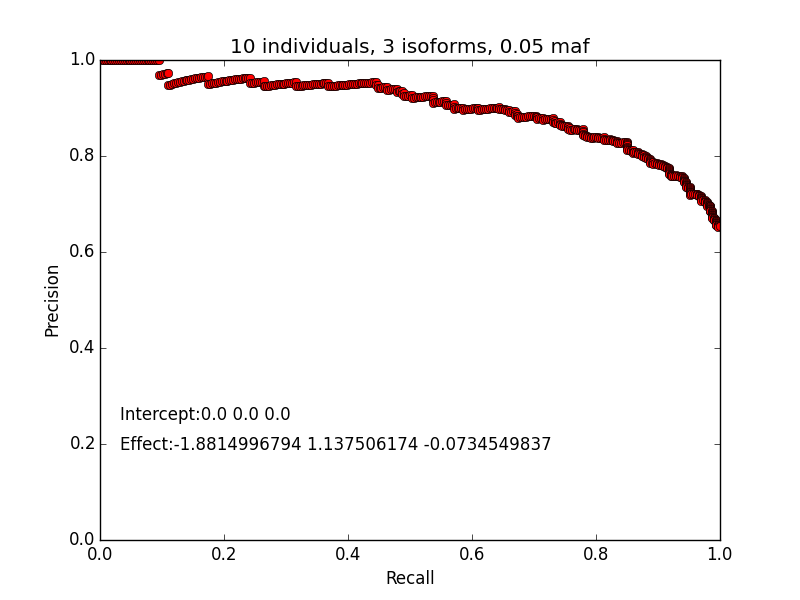 10 individuals, 3 isoforms, 0.05 maf
1.0
0.8
0.6
0.4
0.2
0.0
Precision
Intercept:0.0 0.0 0.0
Effect:-1.8814996794 1.137506174 -0.0734549837
0.0 0.2 0.4 0.6 0.8 1.0
Recall